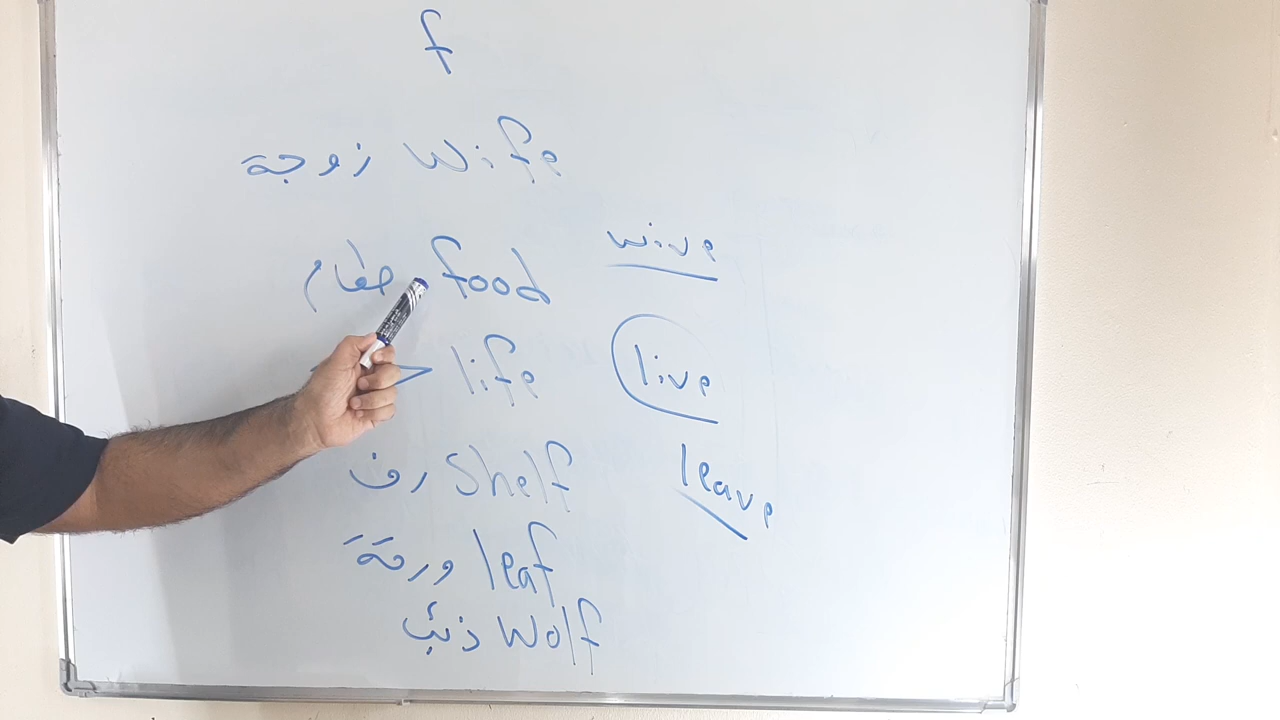 f
زوجة wife
طعام food
wive
life
live
رف shelf
leave
ورقة leaf
ذئب wolf